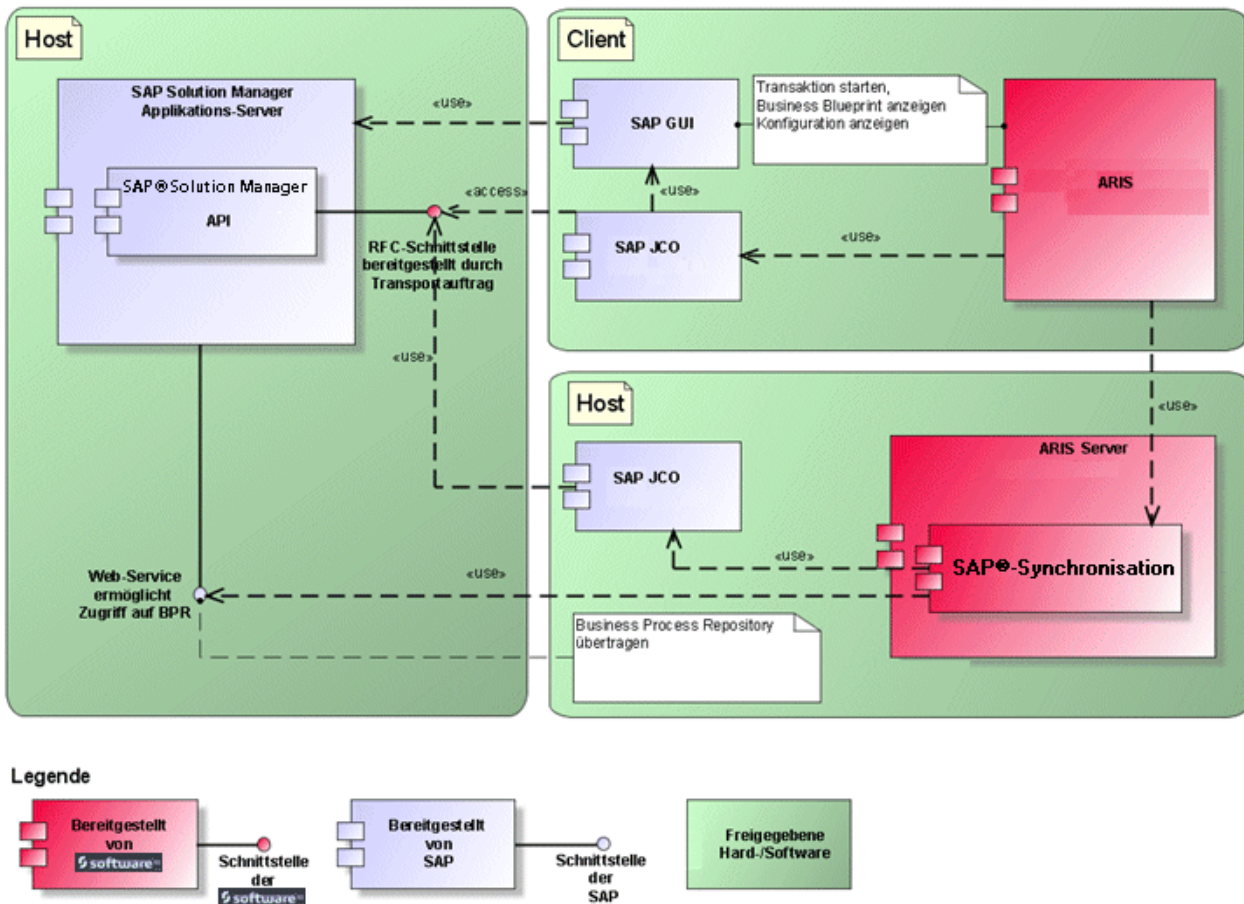 Host
SAP Solution Manager
Applikations-Server
SAP®Solution Manager
API
RFC-Schnittstelle
bereitgestellt durch
Transportauftrag
«use»
«access»
«use»
Web-Service
ermöglicht
Zugriff auf BPR
Client
SAP GUI
Transaktion starten,
Business Blueprint anzeigen
Konfiguration anzeigen
ARIS
«use»
SAP JCO
«use»
«use»
Host
SAP JCO
ARIS Server
SAP®-Synchronisation
«use»
«use»
Business Process Repository
übertragen
Legende
Bereitgestellt
von
software
Schnittstelle
der
software
Bereitgestellt
von
SAP
Schnittstelle
der
SAP
Freigegebene
Hard-/Software